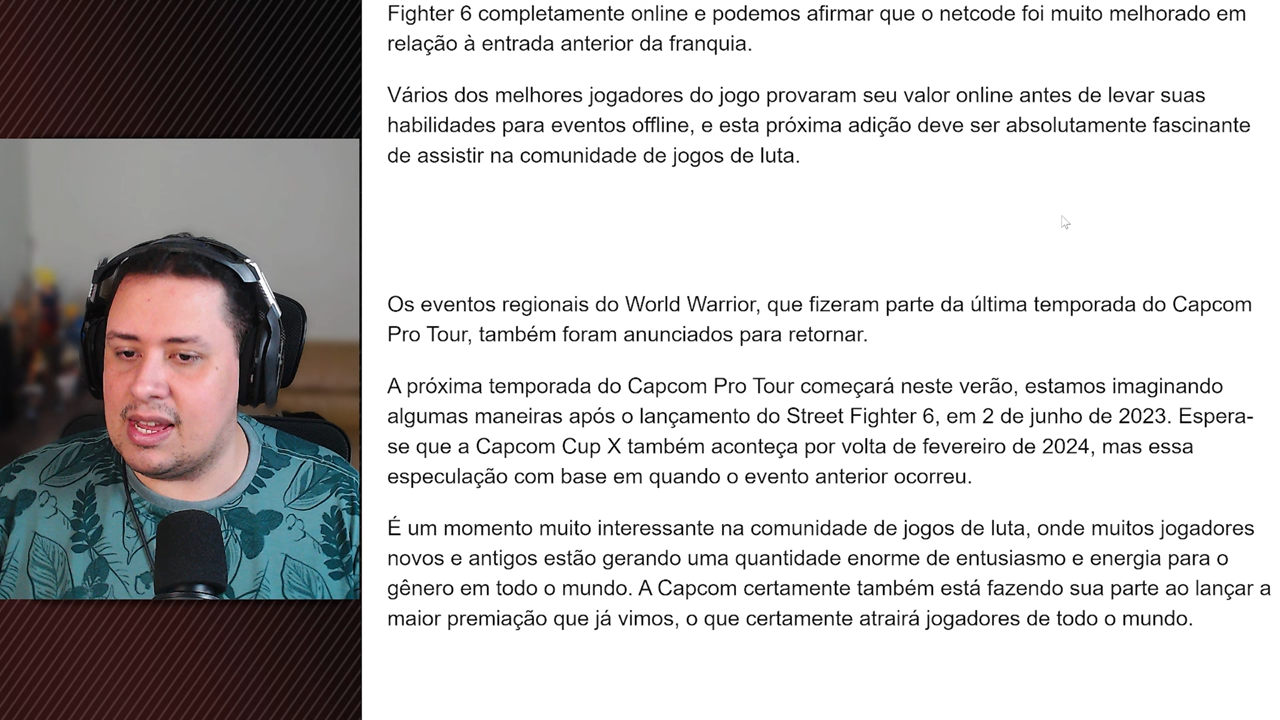 Fighter 6 completamente online e podemos afirmar que o netcode foi muito melhorado em
relação à entrada anterior da franquia.
Vários dos melhores jogadores do jogo provaram seu valor online antes de levar suas
habilidades para eventos offline, e esta próxima adição deve ser absolutamente fascinante
de assistir na comunidade de jogos de luta.
Os eventos regionais do World Warrior, que fizeram parte da última temporada do Capcom
Pro Tour, também foram anunciados para retornar.
A próxima temporada do Capcom Pro Tour começará neste verão, estamos imaginando
algumas maneiras após o lançamento do Street Fighter 6, em 2 de junho de 2023. Espera-
se que a Capcom Cup X também aconteça por volta de fevereiro de 2024, mas essa
especulação com base em quando o evento anterior ocorreu.
É um momento muito interessante na comunidade de jogos de luta, onde muitos jogadores
novos e antigos estão gerando uma quantidade enorme de entusiasmo e energia para o
gênero em todo o mundo. A Capcom certamente também está fazendo sua parte ao lançar a
maior premiação que já vimos, o que certamente atrairá jogadores de todo o mundo.